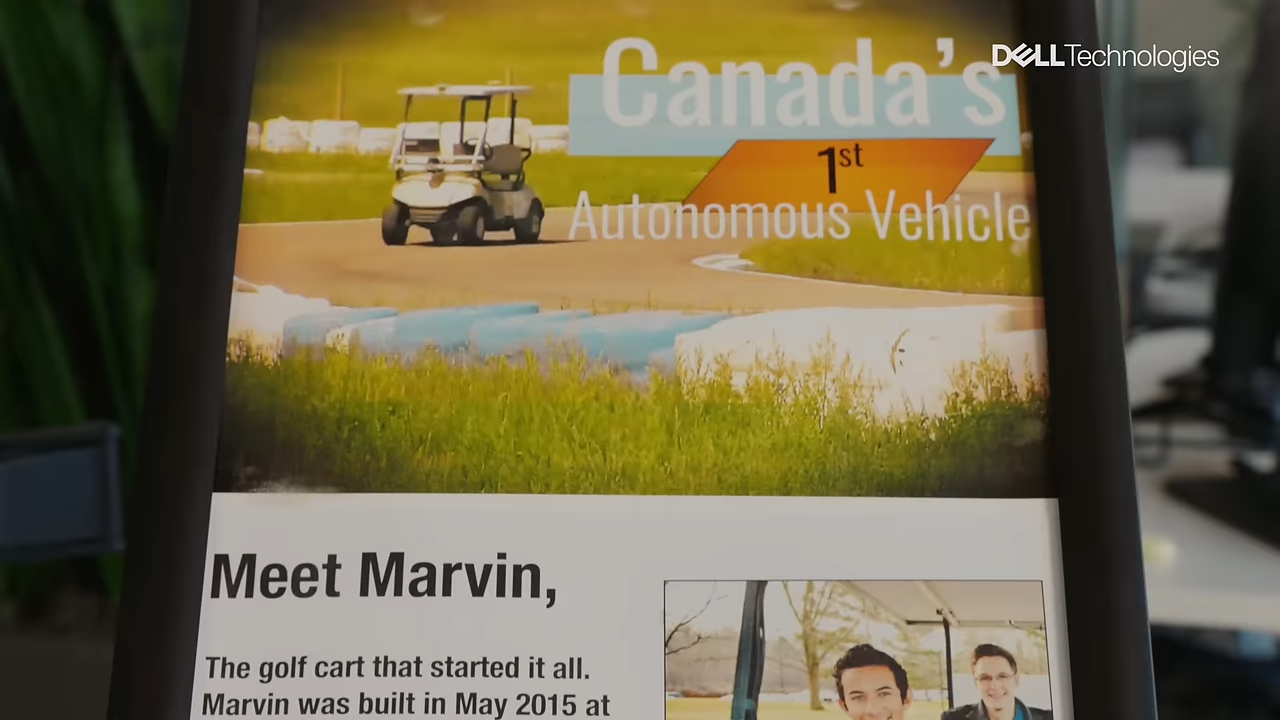 DELLTechnologies
Canada's
1st
Autonomous Vehicle
Meet Marvin,
The golf cart that started it all.
Marvin was built in May 2015 at